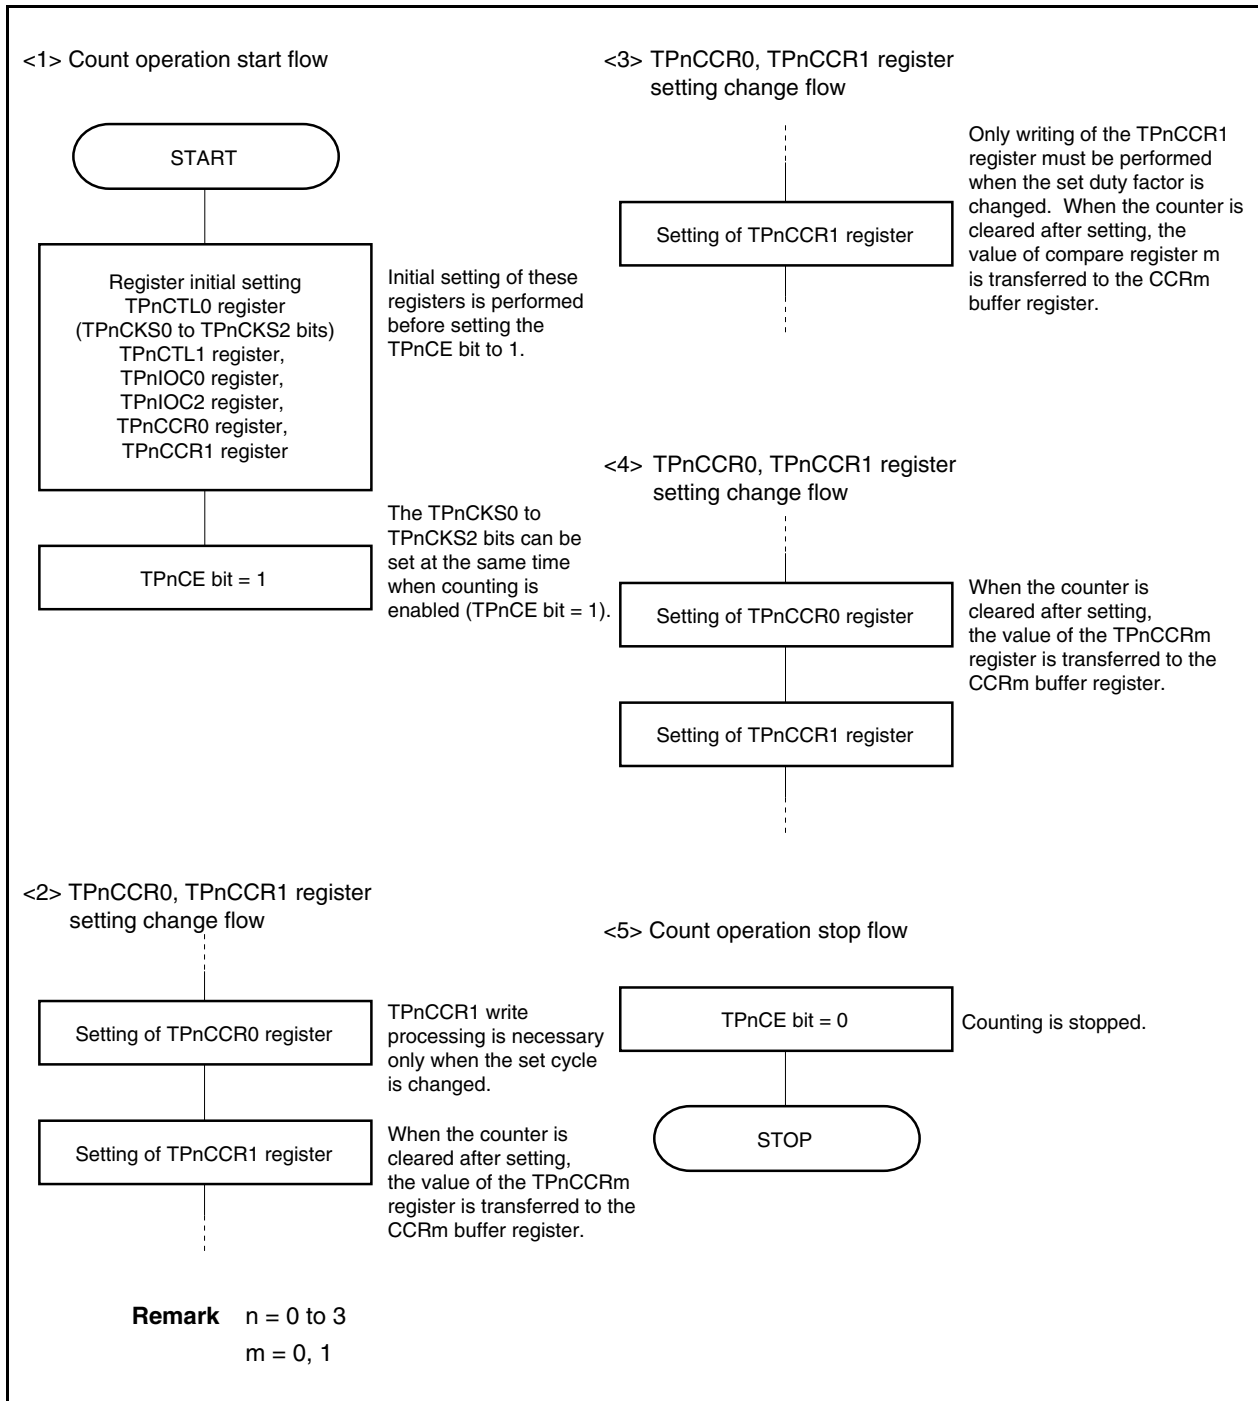 <1> Count operation start flow
START
Register initial setting
TPnCTL0 register
(TPnCKS0 to TPnCKS2 bits)
TPnCTL1 register,
TPnIOC0 register,
TPnIOC2 register,
TPnCCR0 register,
TPnCCR1 register
Initial setting of these
registers is performed
before setting the
TPnCE bit to 1.
TPnCE bit = 1
The TPnCKS0 to
TPnCKS2 bits can be
set at the same time
when counting is
enabled (TPnCE bit = 1).
<2> TPnCCR0, TPnCCR1 register
setting change flow
Setting of TPnCCR0 register
TPnCCR1 write
processing is necessary
only when the set cycle
is changed.
Setting of TPnCCR1 register
When the counter is
cleared after setting,
the value of the TPnCCRm
register is transferred to the
CCRm buffer register.
<3> TPnCCR0, TPnCCR1 register
setting change flow
Setting of TPnCCR1 register
Only writing of the TPnCCR1
register must be performed
when the set duty factor is
changed. When the counter is
cleared after setting, the
value of compare register m
is transferred to the CCRm
buffer register.
<4> TPnCCR0, TPnCCR1 register
setting change flow
Setting of TPnCCR0 register
When the counter is
cleared after setting,
the value of the TPnCCRm
register is transferred to the
CCRm buffer register.
Setting of TPnCCR1 register
<5> Count operation stop flow
TPnCE bit = 0
Counting is stopped.
STOP
Remark n = 0 to 3
m = 0, 1